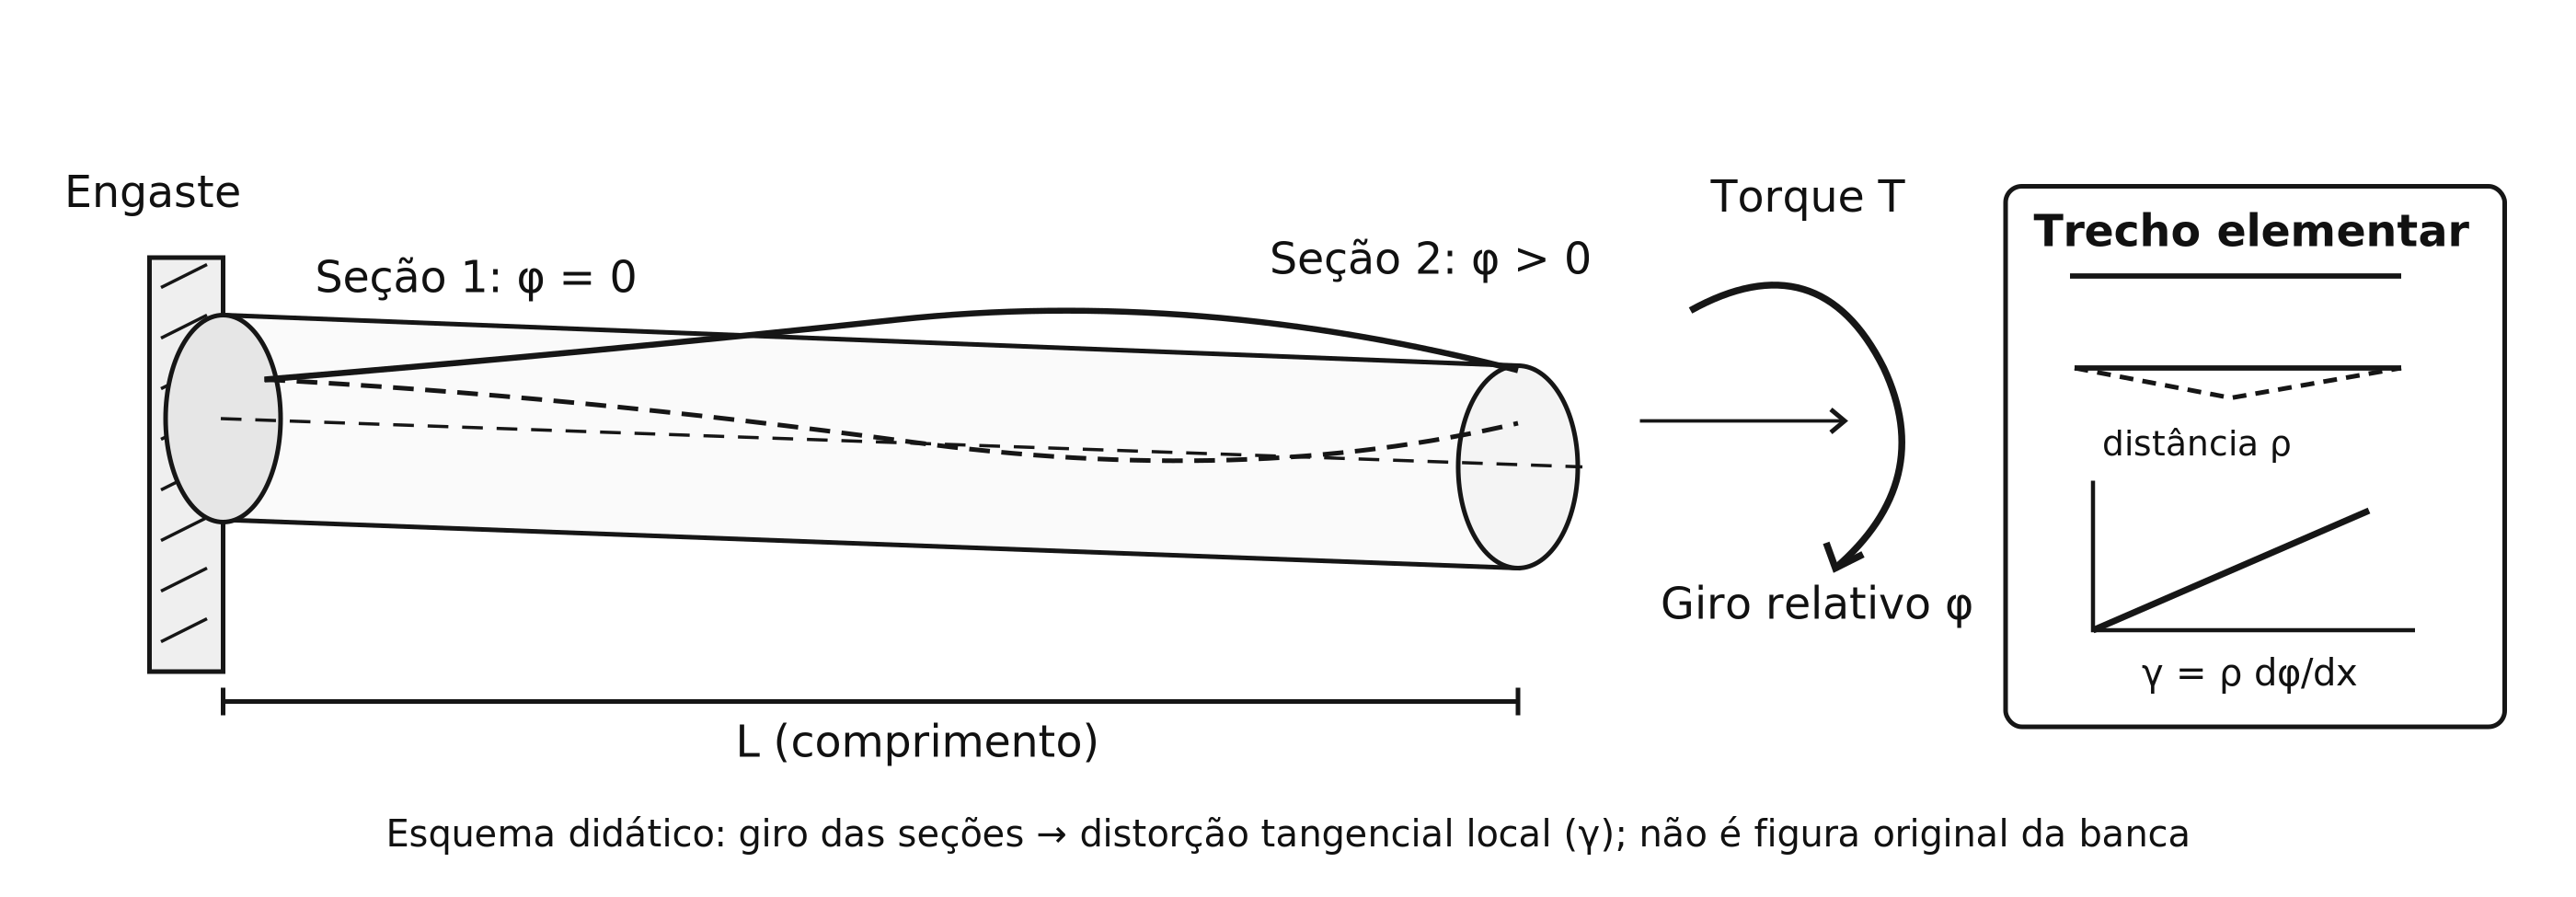 Engaste
Seção 1: φ = 0
Seção 2: φ > 0
Torque T
Giro relativo φ
L (comprimento)
Trecho elementar
distância ρ
γ = ρ dφ/dx
Esquema didático: giro das seções → distorção tangencial local (γ); não é figura original da banca